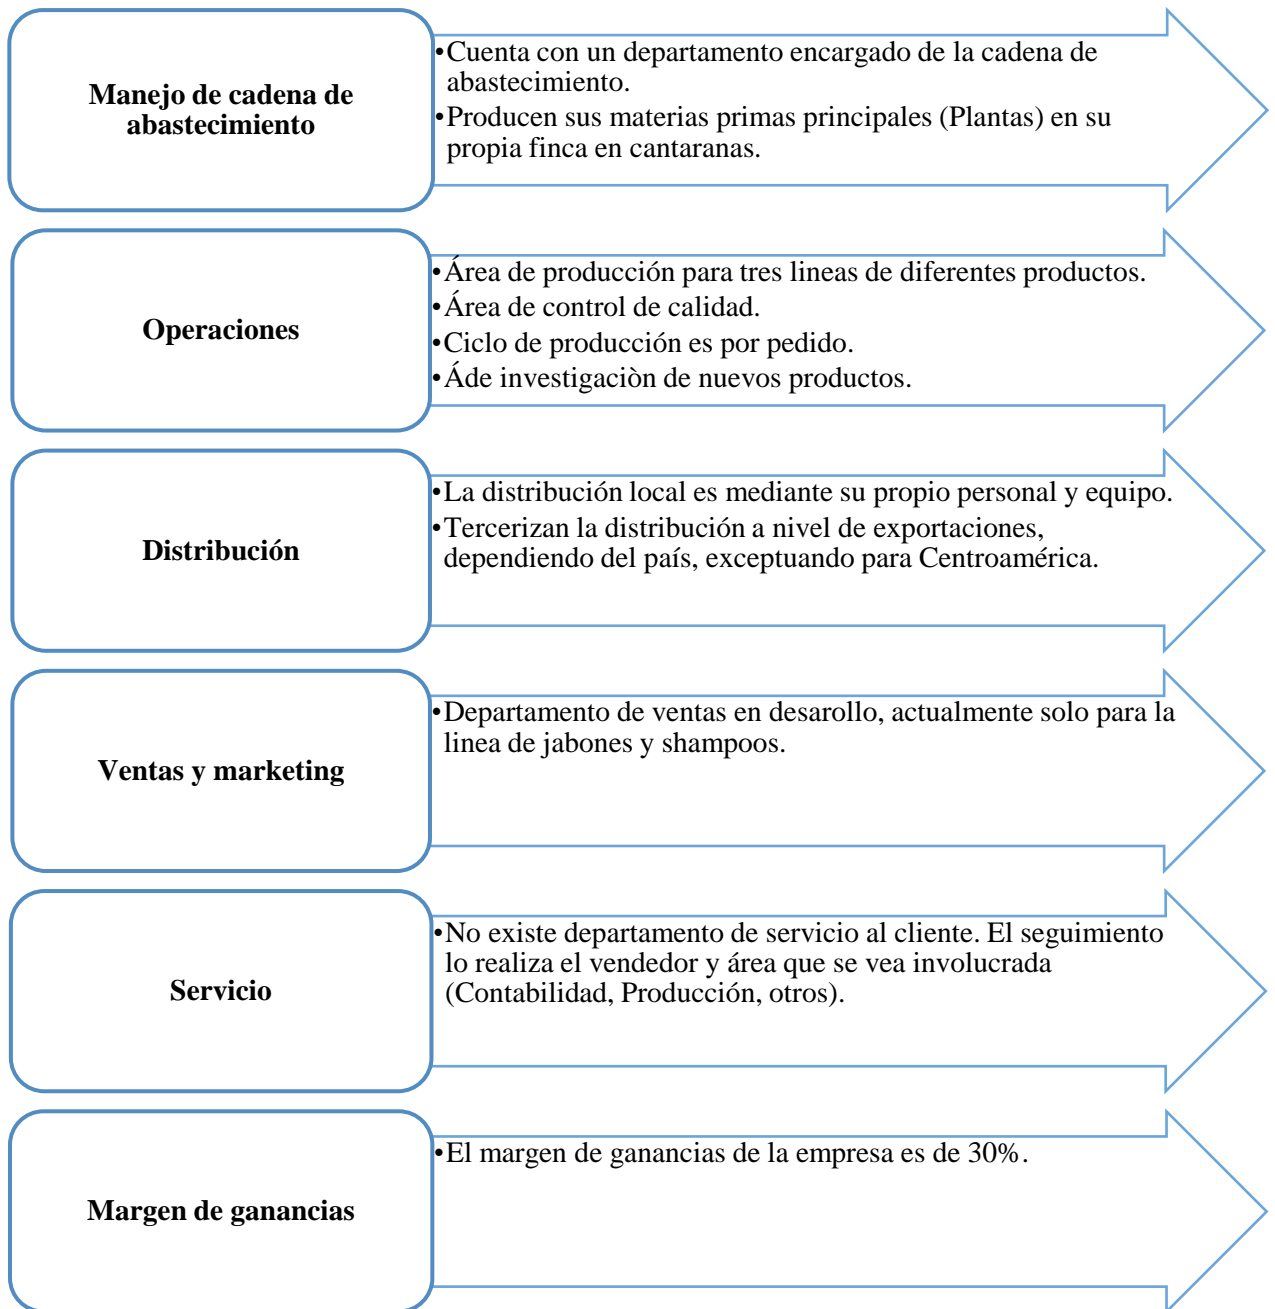 Manejo de cadena de
abastecimiento
•Cuenta con un departamento encargado de la cadena de
abastecimiento.
•Producen sus materias primas principales (Plantas) en su
propia finca en cantaranas.
Operaciones
•Área de producción para tres lineas de diferentes productos.
•Área de control de calidad.
•Ciclo de producción es por pedido.
•Áde investigaciòn de nuevos productos.
Distribución
•La distribución local es mediante su propio personal y equipo.
•Tercerizan la distribución a nivel de exportaciones,
dependiendo del país, exceptuando para Centroamérica.
Ventas y marketing
•Departamento de ventas en desarollo, actualmente solo para la
linea de jabones y shampoos.
Servicio
•No existe departamento de servicio al cliente. El seguimiento
lo realiza el vendedor y área que se vea involucrada
(Contabilidad, Producción, otros).
Margen de ganancias
•El margen de ganancias de la empresa es de 30%.